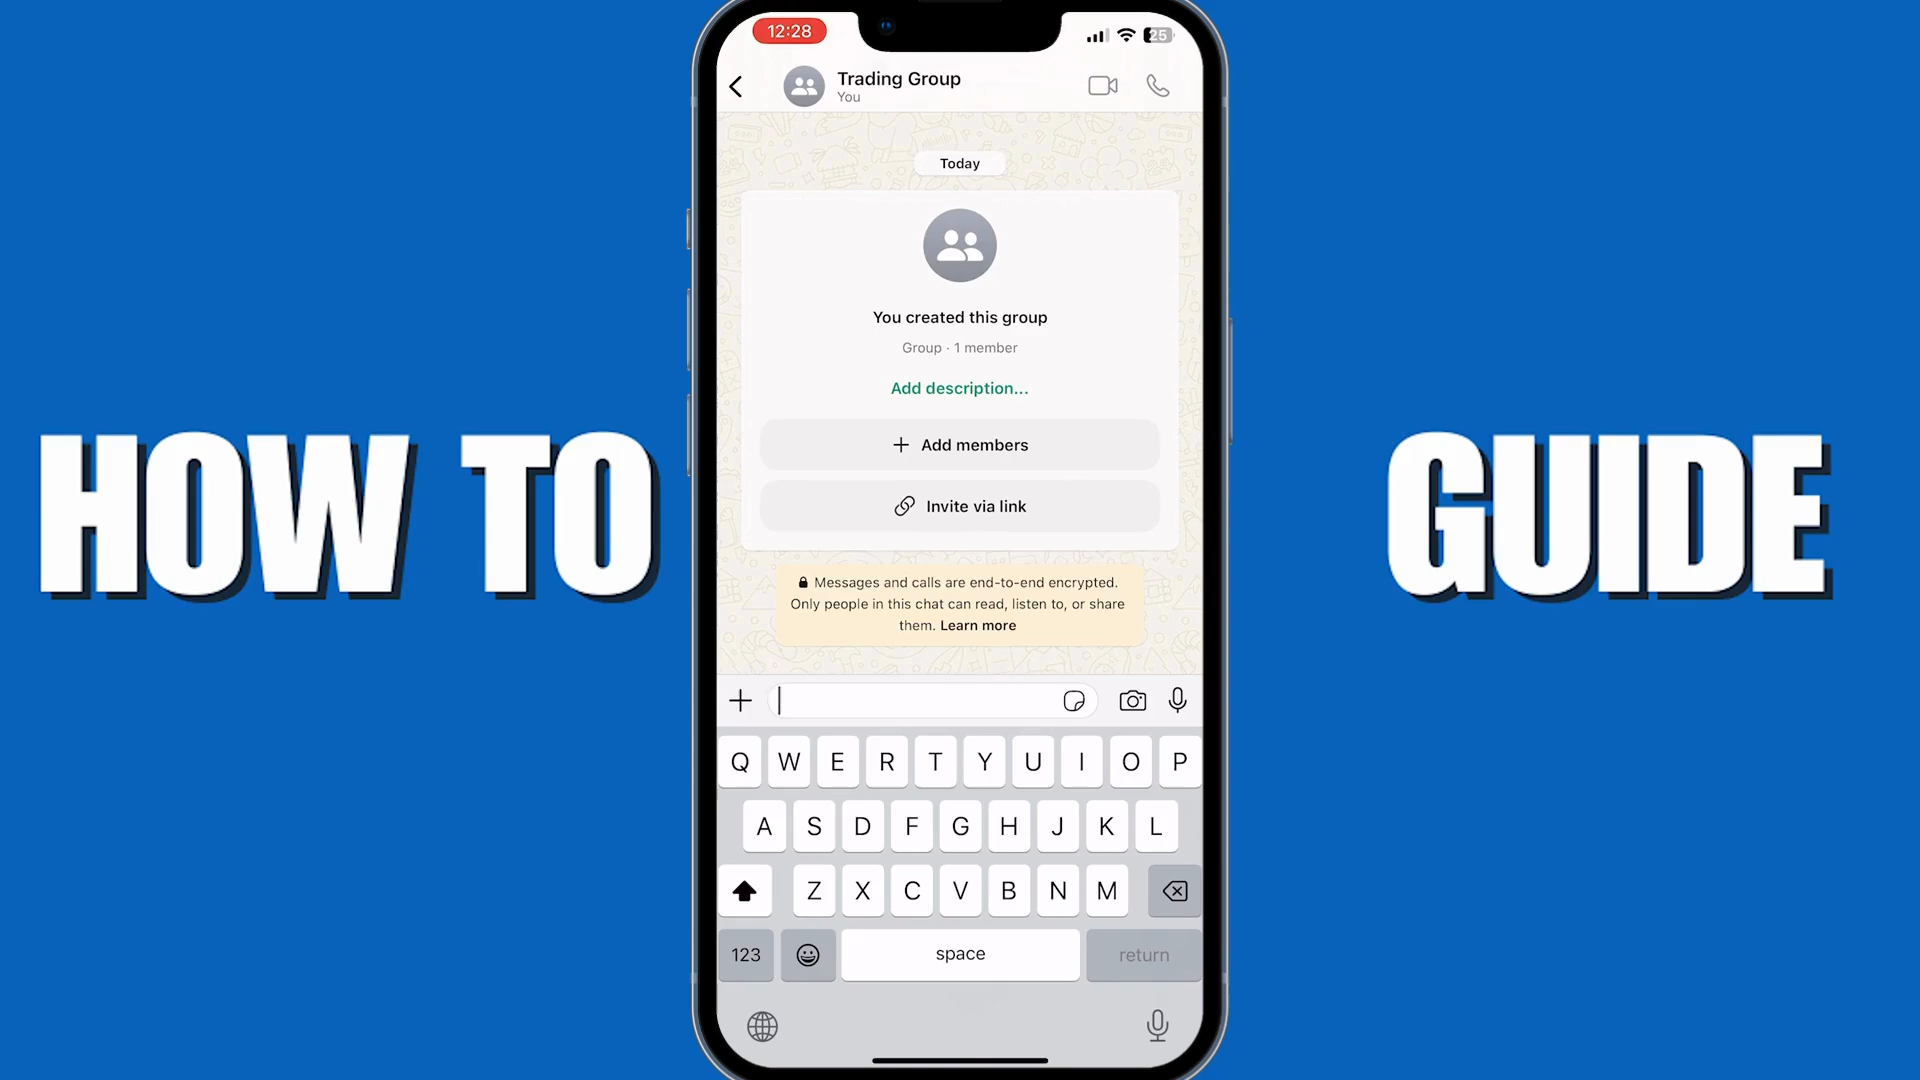 12:28
25
Trading Group
You
Today
You created this group
Group · 1 member
Add description...
+ Add members
Invite via link
Messages and calls are end-to-end encrypted.
Only people in this chat can read, listen to, or share
them. Learn more
HOW TO
GUIDE
Q W E R T Y U I O P
A S D F G H J K L
Z X C V B N M
123
space
return